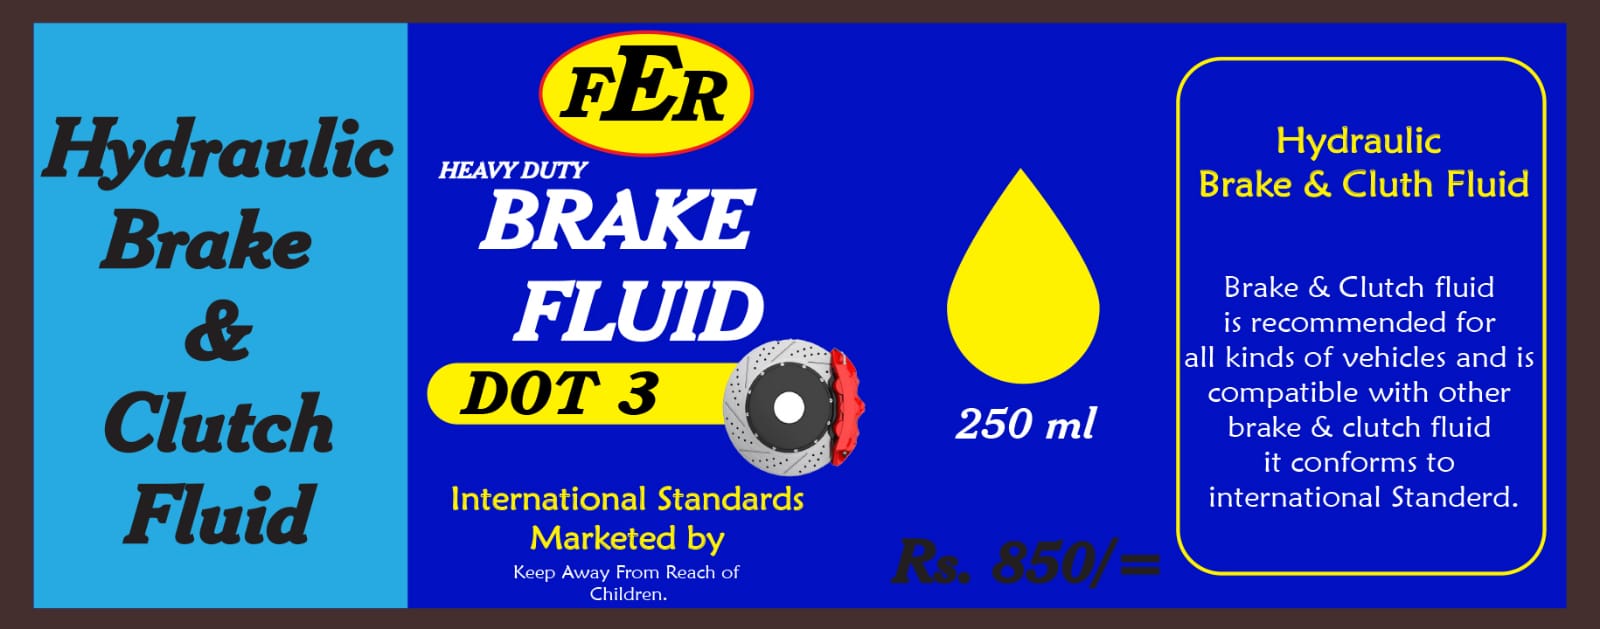 Hydraulic
Brake
&
Clutch
Fluid
FER
HEAVY DUTY
BRAKE
FLUID
DOT 3
International Standards
Marketed by
Keep Away From Reach of
Children.
250 ml
Rs. 850/=
Hydraulic
Brake & Cluth Fluid
Brake & Clutch fluid
is recommended for
all kinds of vehicles and is
compatible with other
brake & clutch fluid
it conforms to
international Standerd.